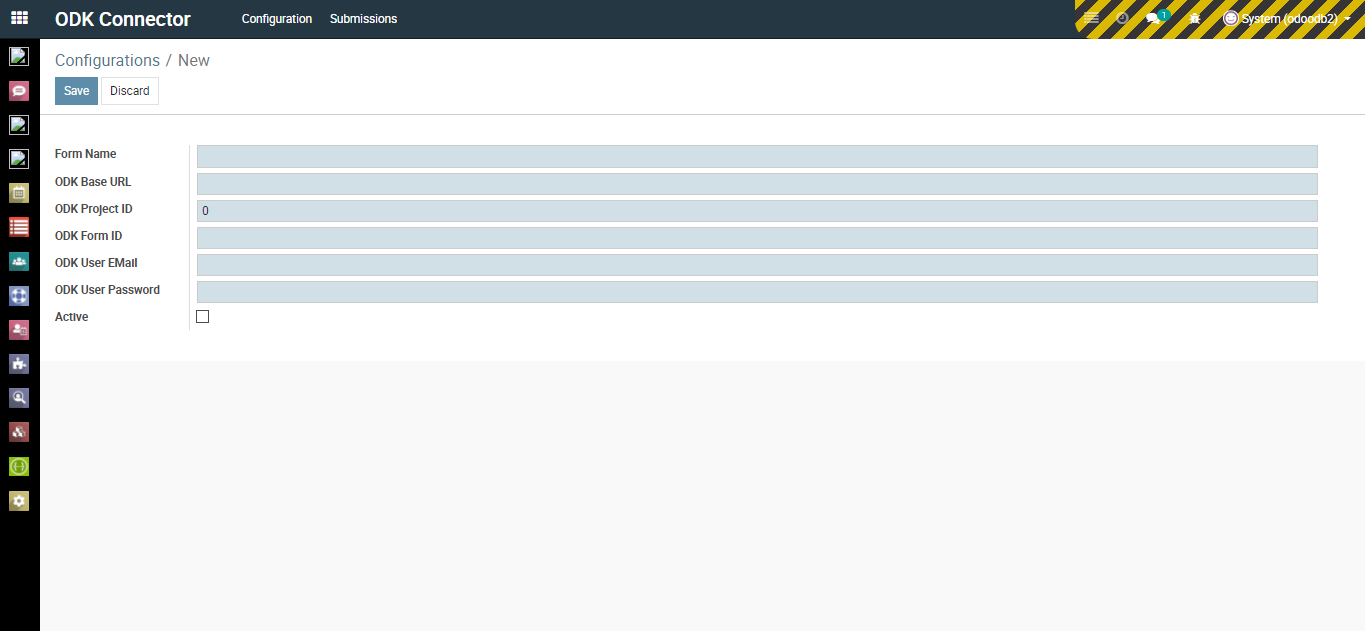 ODK Connector Configuration Submissions 1 System (odoodb2)
Configurations / New
Save Discard
Form Name
ODK Base URL
ODK Project ID 0
ODK Form ID
ODK User EMail
ODK User Password
Active